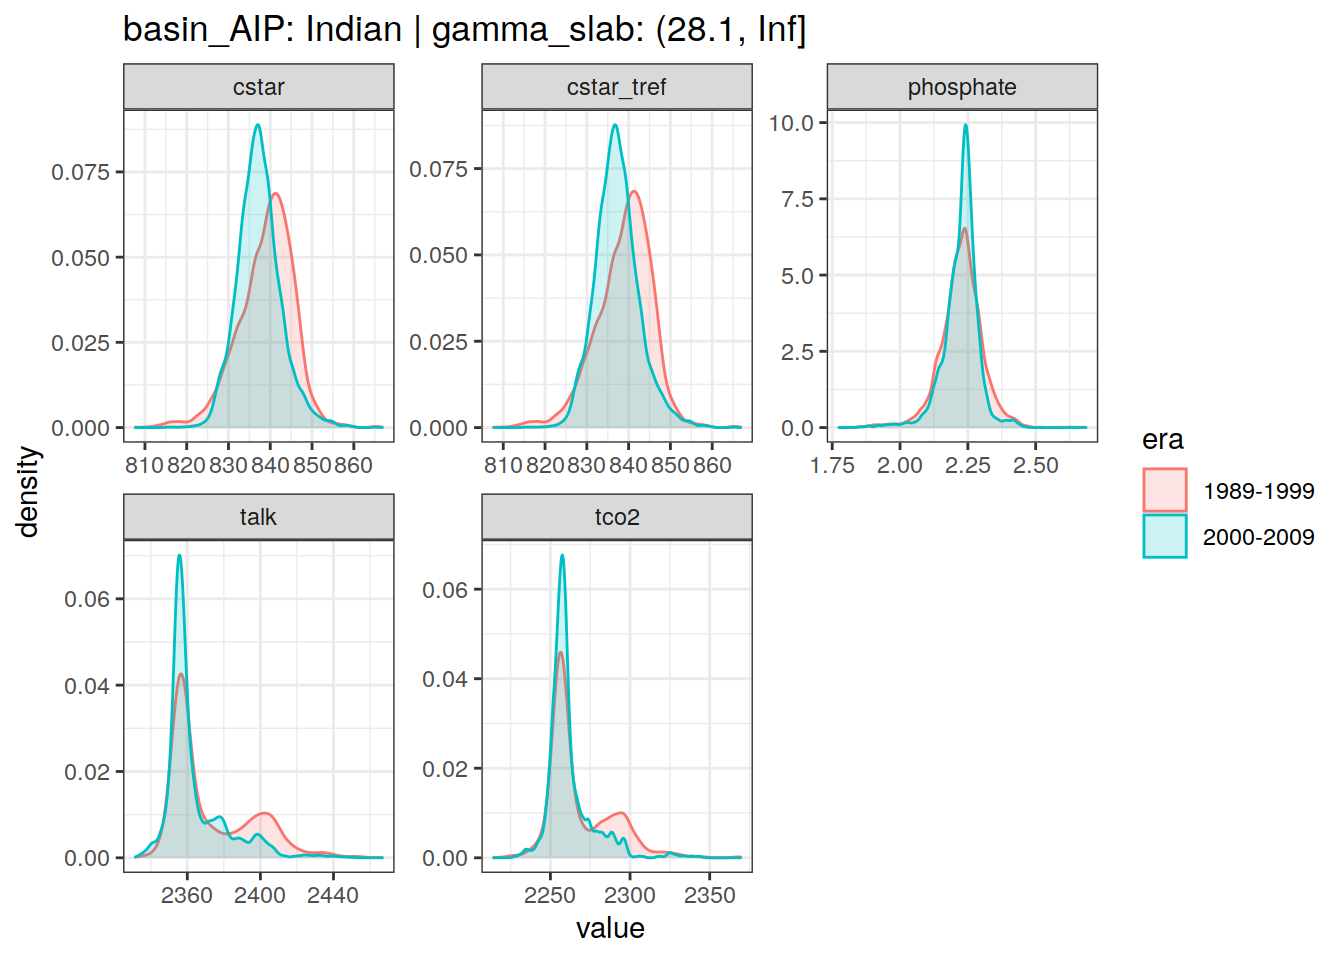 basin_AIP: Indian | gamma_slab: (28.1, Inf]
cstar
cstar_tref
phosphate
0.075
0.050
0.025
0.000
810 820 830 840 850 860
0.075
0.050
0.025
0.000
810 820 830 840 850 860
10.0
7.5
5.0
2.5
0.0
1.75 2.00 2.25 2.50
density
talk
tco2
0.06
0.04
0.02
0.00
2360 2400 2440
0.06
0.04
0.02
0.00
2250 2300 2350
value
era
1989-1999
2000-2009